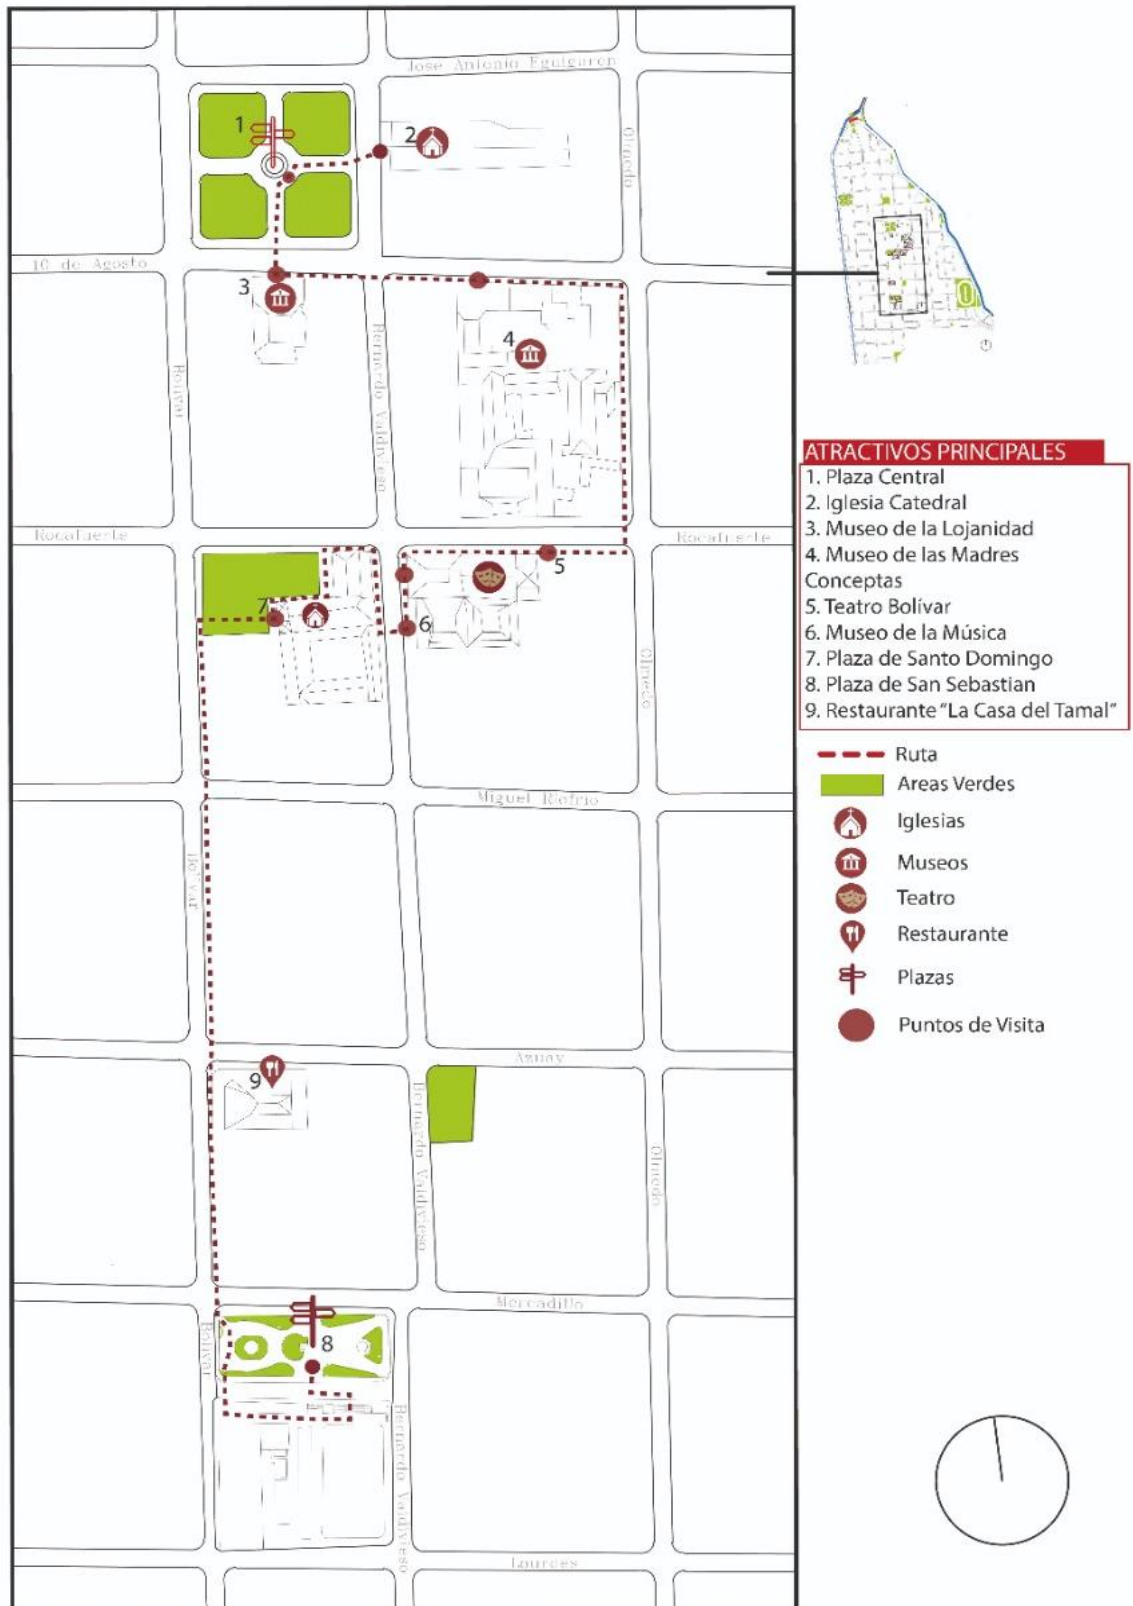 Jose Antonio Eguiguren
1
2
Olmedo
10 de Agosto
3
4
Bolivar
Bernardo Valdivieso
Rocafuerte
Rocafuerte
5
7
6
Olmedo
Miguel Riofrio
Bolivar
Azuay
9
Bernardo Valdivieso
Olmedo
Mercadillo
Bolivar
8
Bernardo Valdivieso
Lourdes
ATRACTIVOS PRINCIPALES
1. Plaza Central
2. Iglesia Catedral
3. Museo de la Lojanidad
4. Museo de las Madres
Conceptas
5. Teatro Bolívar
6. Museo de la Música
7. Plaza de Santo Domingo
8. Plaza de San Sebastian
9. Restaurante "La Casa del Tamal"
Ruta
Areas Verdes
Iglesias
Museos
Teatro
Restaurante
Plazas
Puntos de Visita